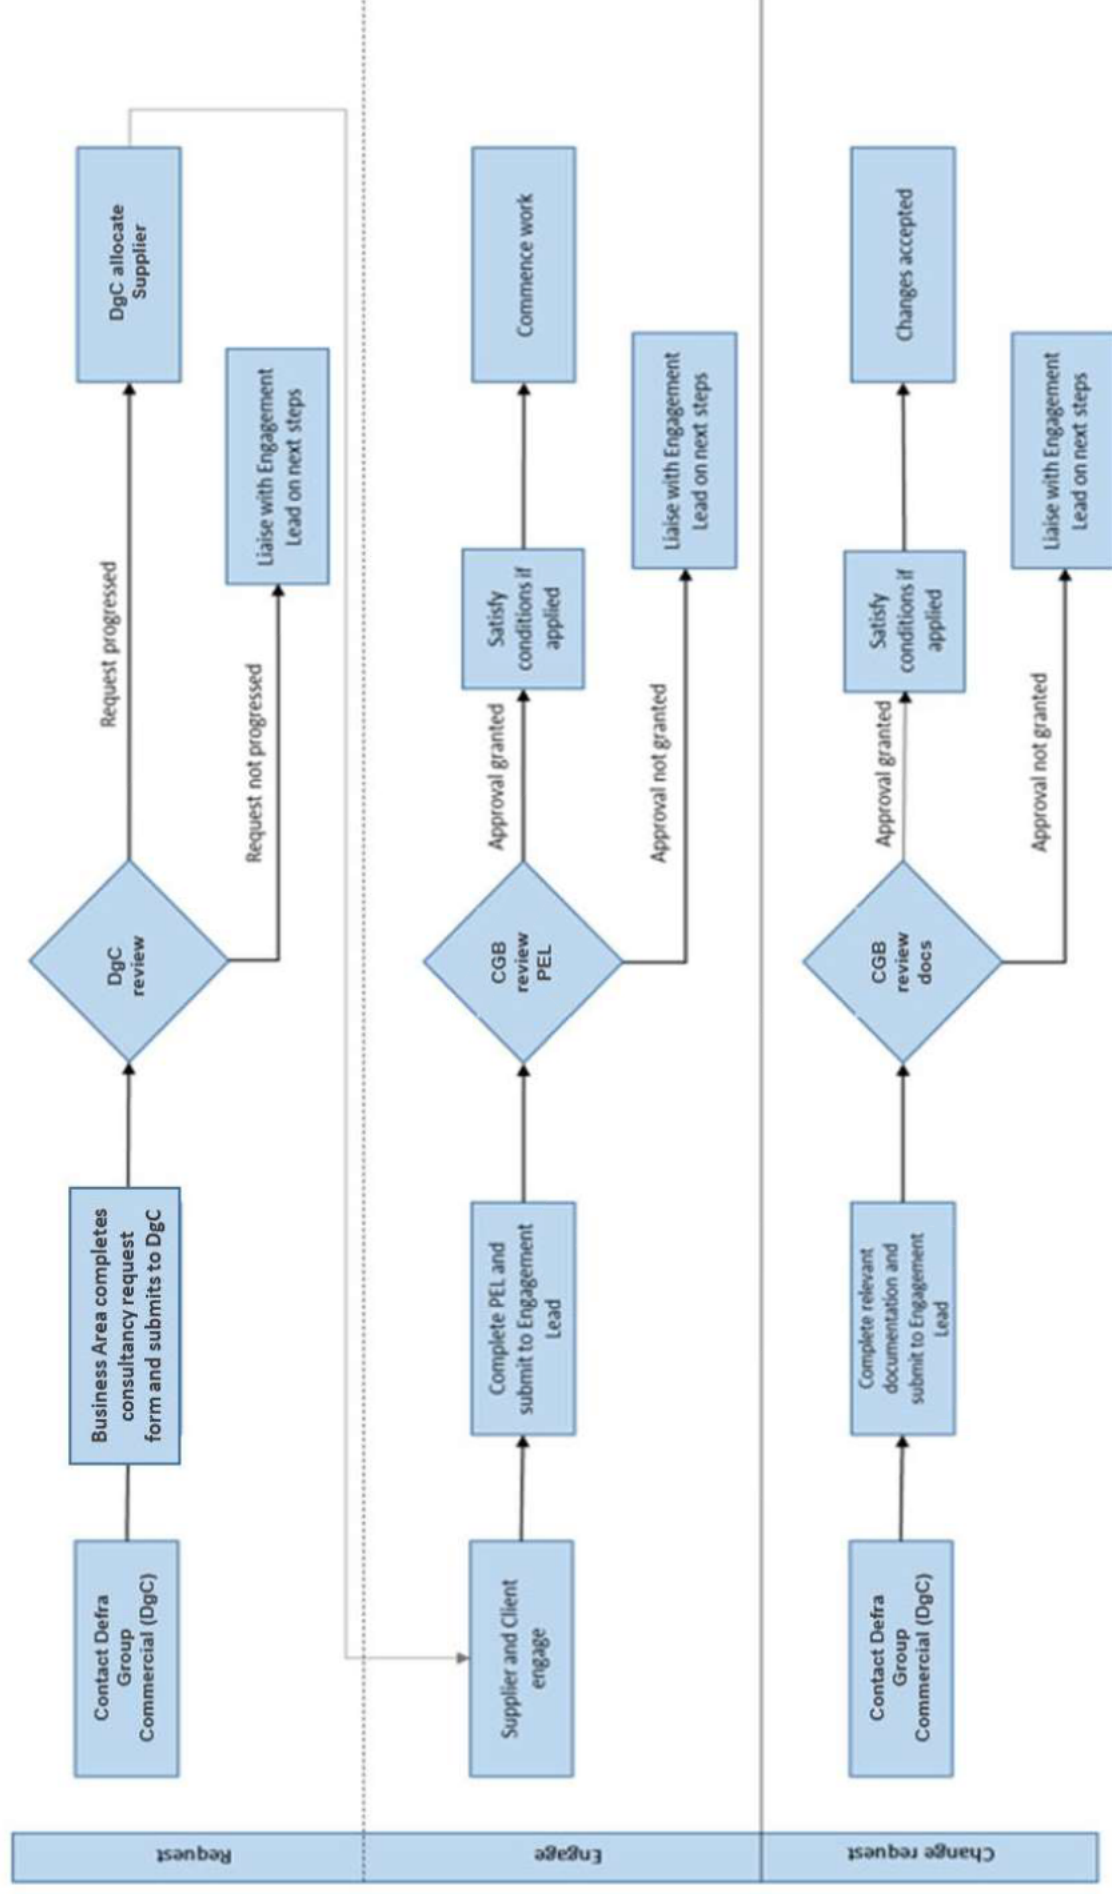 Request
Contact Defra
Group
Commercial (DgC)
Business Area completes
consultancy request
form and submits to DgC
DgC
review
Request progressed
DgC allocate
Supplier
Request not progressed
Liaise with Engagement
Lead on next steps
Engage
Supplier and Client
engage
Complete PEL and
submit to Engagement
Lead
CGB
review
PEL
Approval granted
Satisfy
conditions if
applied
Commence work
Approval not granted
Liaise with Engagement
Lead on next steps
Change request
Contact Defra
Group
Commercial (DgC)
Complete relevant
documentation and
submit to Engagement
Lead
CGB
review
docs
Approval granted
Satisfy
conditions if
applied
Changes accepted
Approval not granted
Liaise with Engagement
Lead on next steps